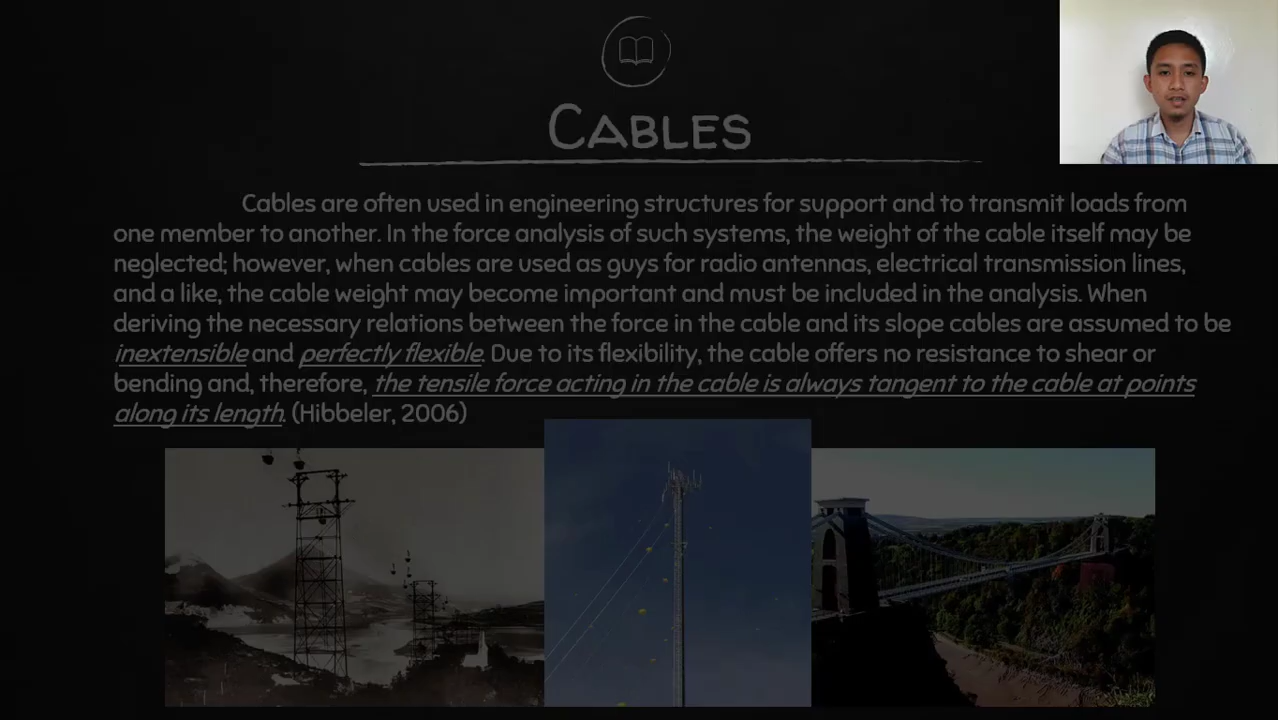 CABLES
Cables are often used in engineering structures for support and to transmit loads from
one member to another. In the force analysis of such systems, the weight of the cable itself may be
neglected; however, when cables are used as guys for radio antennas, electrical transmission lines,
and a like, the cable weight may become important and must be included in the analysis. When
deriving the necessary relations between the force in the cable and its slope cables are assumed to be
inextensible and perfectly flexible. Due to its flexibility, the cable offers no resistance to shear or
bending and, therefore, the tensile force acting in the cable is always tangent to the cable at points
along its length. (Hibbeler, 2006)